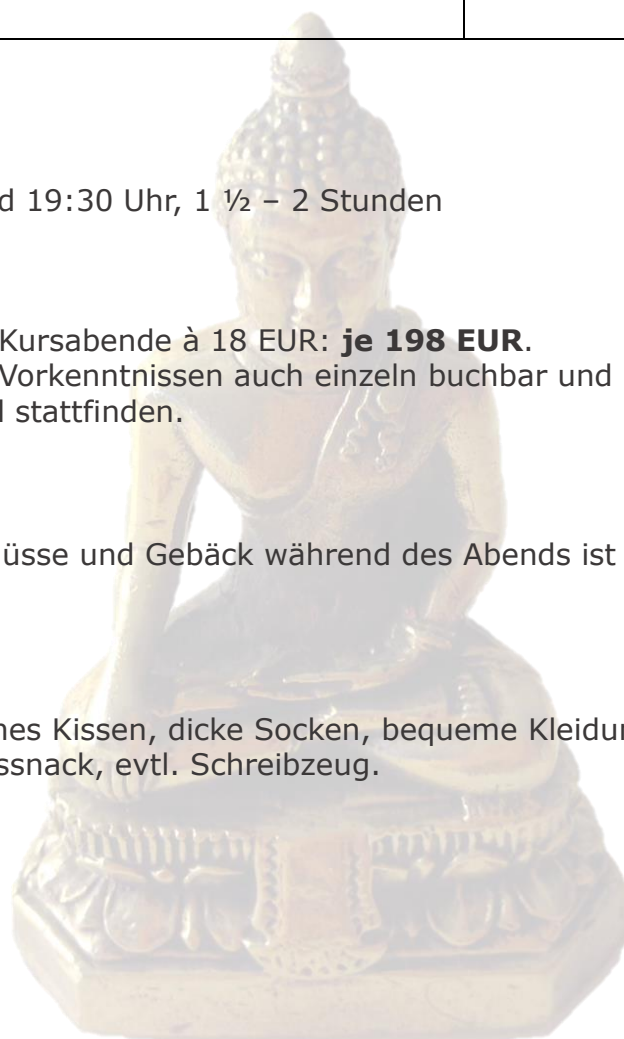 d 19:30 Uhr, 1 ½ – 2 Stunden
Kursabende à 18 EUR: je 198 EUR.
Vorkenntnissen auch einzeln buchbar und
stattfinden.
üsse und Gebäck während des Abends ist
nes Kissen, dicke Socken, bequeme Kleidun
ssnack, evtl. Schreibzeug.